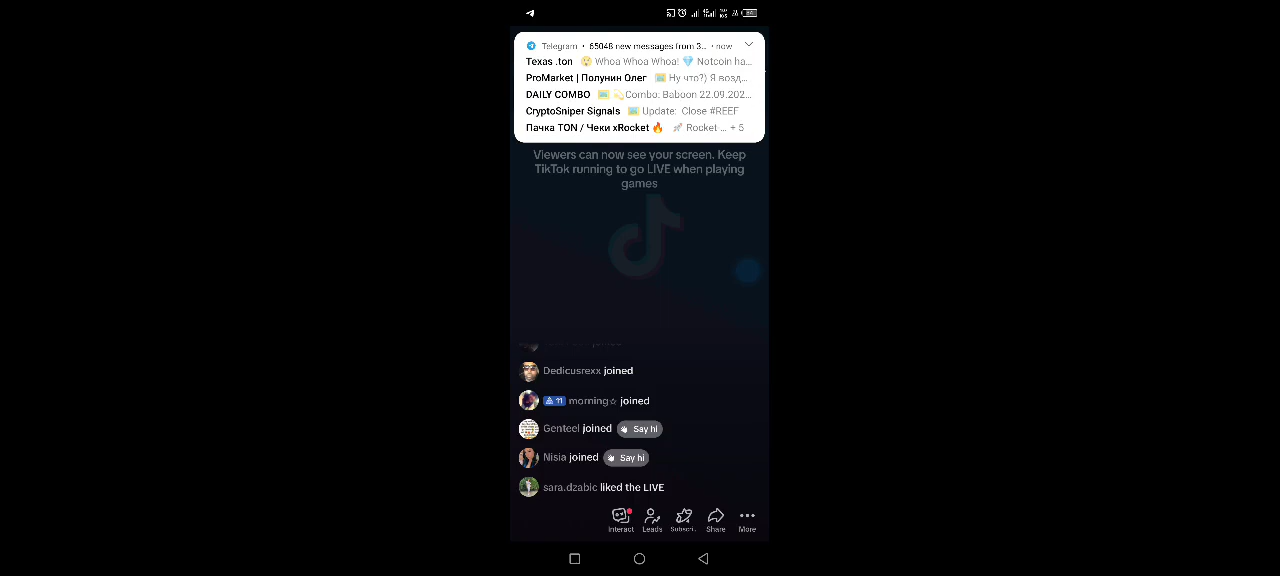 84
Telegram • 65048 new messages from 3... • now
Texas .ton 😲 Whoa Whoa Whoa! 💎 Notcoin ha...
ProMarket | Полунин Олег 🖼 Ну что?) Я возд...
DAILY COMBO 🖼 💫Combo: Baboon 22.09.202...
CryptoSniper Signals 🖼 Update: Close #REEF
Пачка TON / Чеки xRocket 🔥 🚀 Rocket ... + 5
Viewers can now see your screen. Keep
TikTok running to go LIVE when playing
games
Dedicusrexx joined
11 morning☆ joined
Genteel joined 👋 Say hi
Nisia joined 👋 Say hi
sara.dzabic liked the LIVE
Interact Leads Subscri... Share More